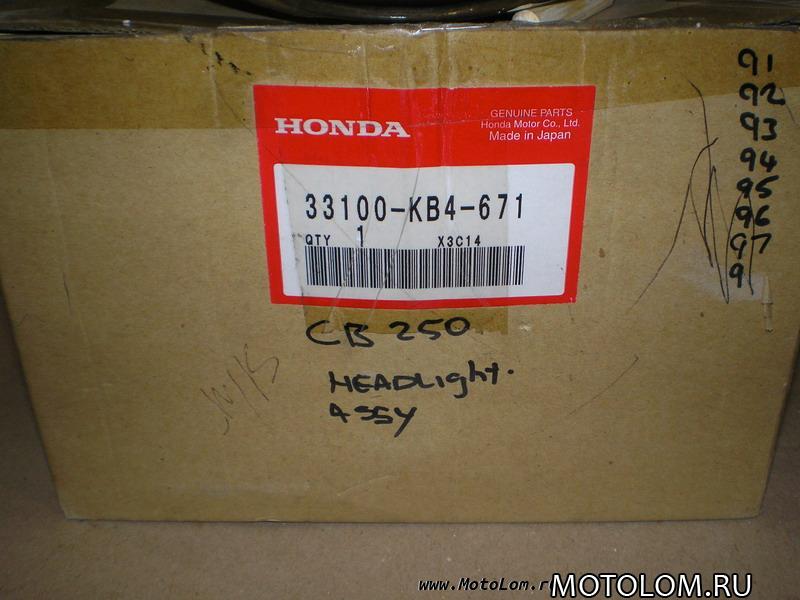 HONDA
GENUINE PARTS
Honda Motor Co., Ltd.
Made in Japan
33100-KB4-671
QTY 1 X3C14
CB 250
HEADLight.
ASSY
91
92
93
94
95
96
97
9
www.MotoLom.r
MOTOLOM.RU